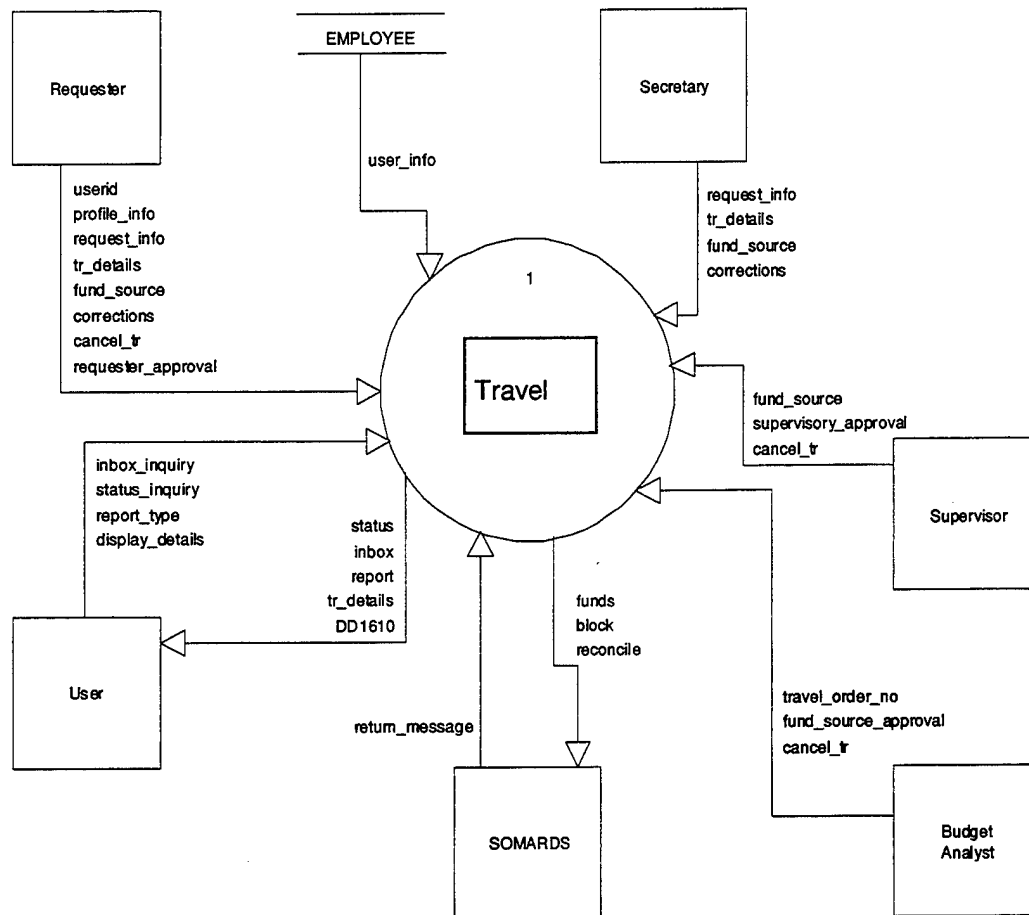 EMPLOYEE
Requester
Secretary
user_info
userid
profile_info
request_info
tr_details
fund_source
corrections
cancel_tr
requester_approval
request_info
tr_details
fund_source
corrections
1
Travel
fund_source
supervisory_approval
cancel_tr
Supervisor
inbox_inquiry
status_inquiry
report_type
display_details
status
inbox
report
tr_details
DD1610
User
funds
block
reconcile
return_message
SOMARDS
travel_order_no
fund_source_approval
cancel_tr
Budget
Analyst